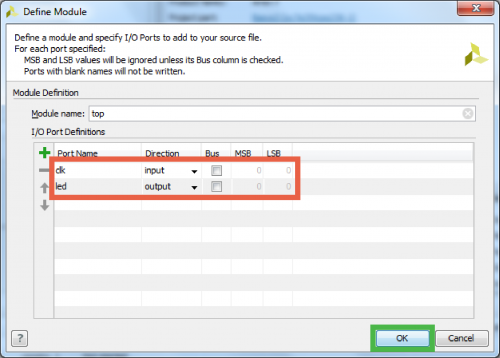 Define Module
Define a module and specify I/O Ports to add to your source file.
For each port specified:
MSB and LSB values will be ignored unless its Bus column is checked.
Ports with blank names will not be written.
Module Definition
Module name: top
I/O Port Definitions
Port Name Direction Bus MSB LSB
clk input 0 0
led output 0 0
? OK Cancel